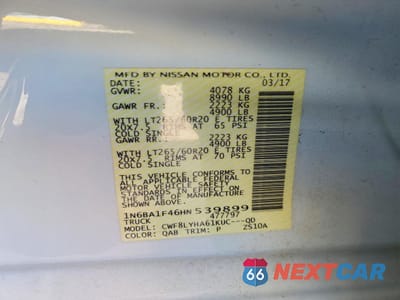 MFD BY NISSAN MOTOR CO., LTD.
DATE: 03/17
GVWR: 4078 KG
8990 LB
GAWR FR.: 2223 KG
4900 LB
WITH LT265/60R20 E TIRES
20X7.5 RIMS AT 65 PSI
COLD SINGLE
GAWR RR.: 2223 KG
4900 LB
WITH LT265/60R20 E TIRES
20X7.5 RIMS AT 70 PSI
COLD SINGLE
THIS VEHICLE CONFORMS TO
ALL APPLICABLE FEDERAL
MOTOR VEHICLE SAFETY
STANDARDS IN EFFECT ON THE
DATE OF MANUFACTURE
SHOWN ABOVE.
1N6BA1F46HN539899
TRUCK 477797
MODEL: CWF8LYHA61KUC---QD
COLOR: QAB TRIM: P ZS10A
66 NEXTCAR